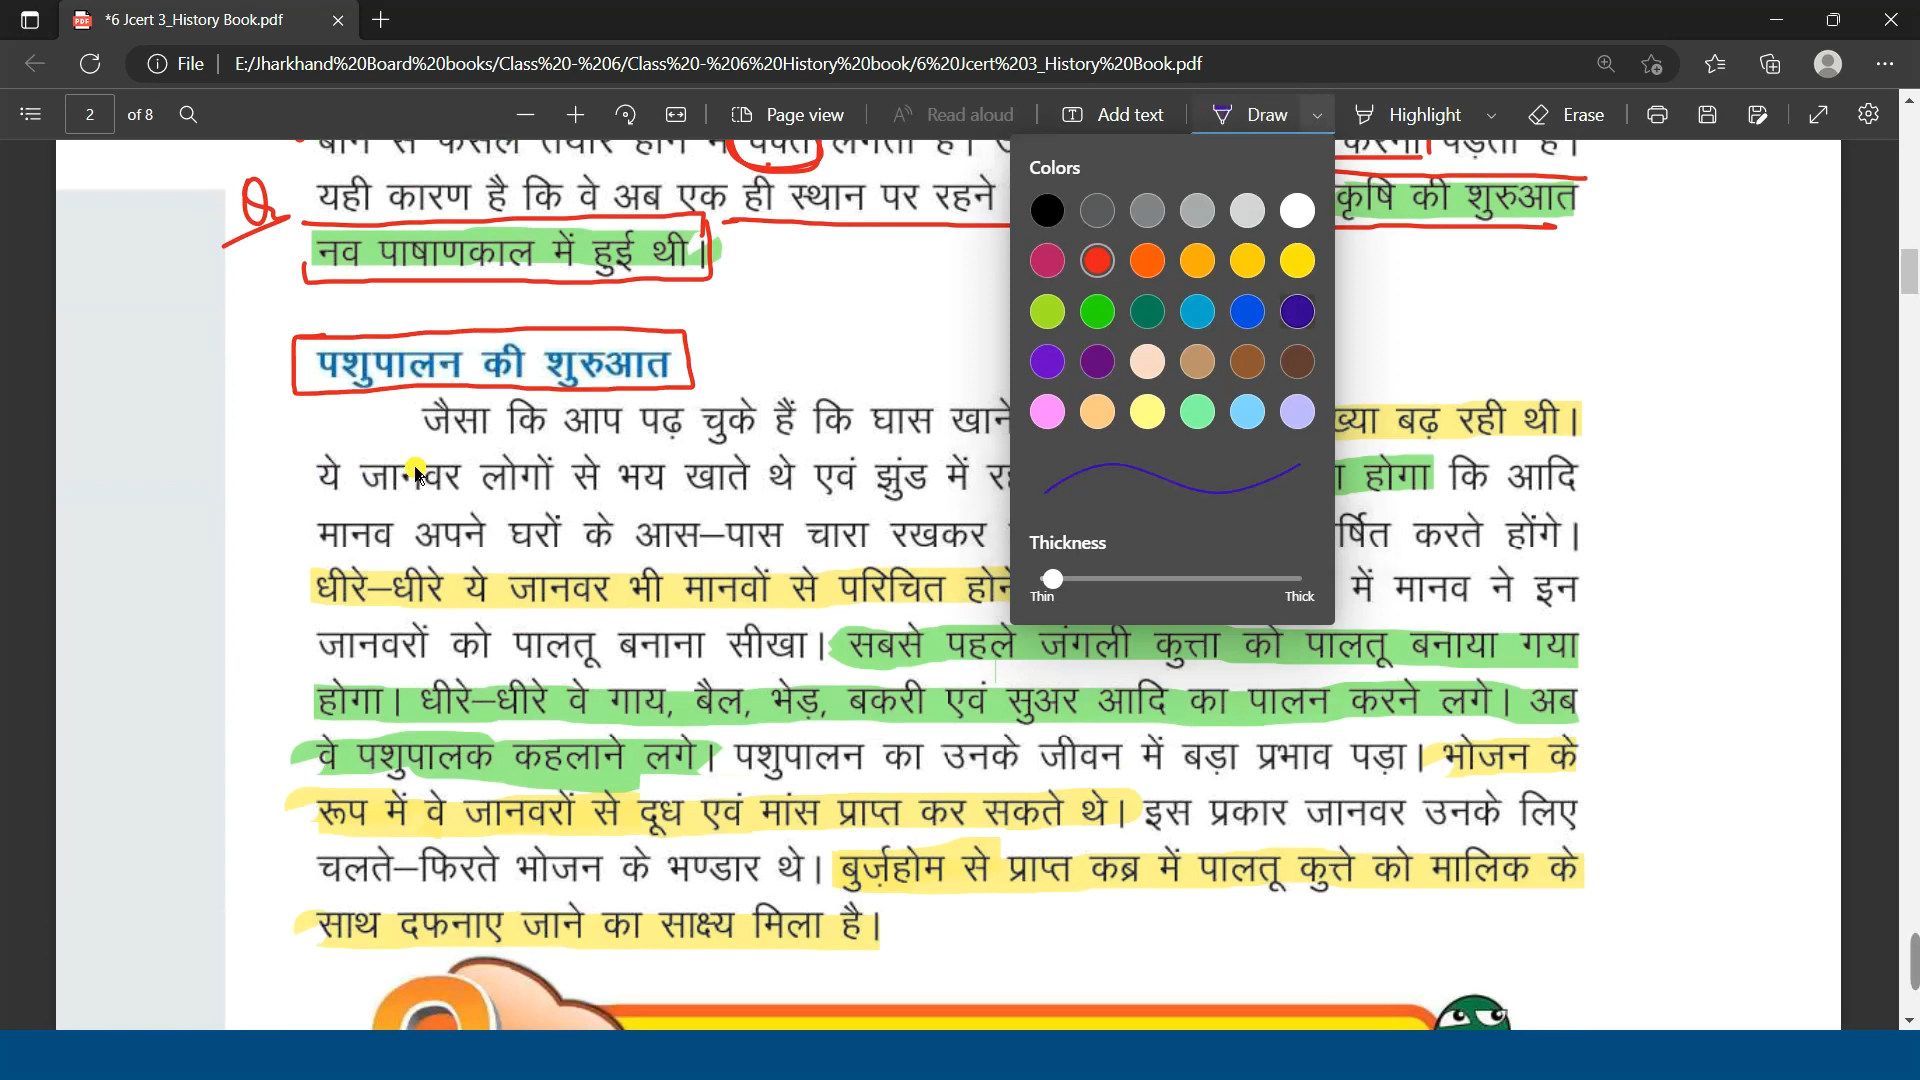 *6 Jcert 3_History Book.pdf
File E:/Jharkhand%20Board%20books/Class%20-%206/Class%20-%206%20History%20book/6%20Jcert%203_History%20Book.pdf
2 of 8 Page view Read aloud Add text Draw Highlight Erase
यही कारण है कि वे अब एक ही स्थान पर रहने कृषि की शुरुआत
नव पाषाणकाल में हुई थी।
पशुपालन की शुरुआत
जैसा कि आप पढ़ चुके हैं कि घास खाने ख्या बढ़ रही थी।
ये जानवर लोगों से भय खाते थे एवं झुंड में होगा कि आदि
मानव अपने घरों के आस–पास चारा रखकर र्षित करते होंगे।
धीरे–धीरे ये जानवर भी मानवों से परिचित होने में मानव ने इन
जानवरों को पालतू बनाना सीखा। सबसे पहले जंगली कुत्ता को पालतू बनाया गया
होगा। धीरे–धीरे वे गाय, बैल, भेड़, बकरी एवं सुअर आदि का पालन करने लगे। अब
वे पशुपालक कहलाने लगे। पशुपालन का उनके जीवन में बड़ा प्रभाव पड़ा। भोजन के
रूप में वे जानवरों से दूध एवं मांस प्राप्त कर सकते थे। इस प्रकार जानवर उनके लिए
चलते–फिरते भोजन के भण्डार थे। बुर्ज़होम से प्राप्त कब्र में पालतू कुत्ते को मालिक के
साथ दफनाए जाने का साक्ष्य मिला है।
Colors
Thickness
Thin Thick